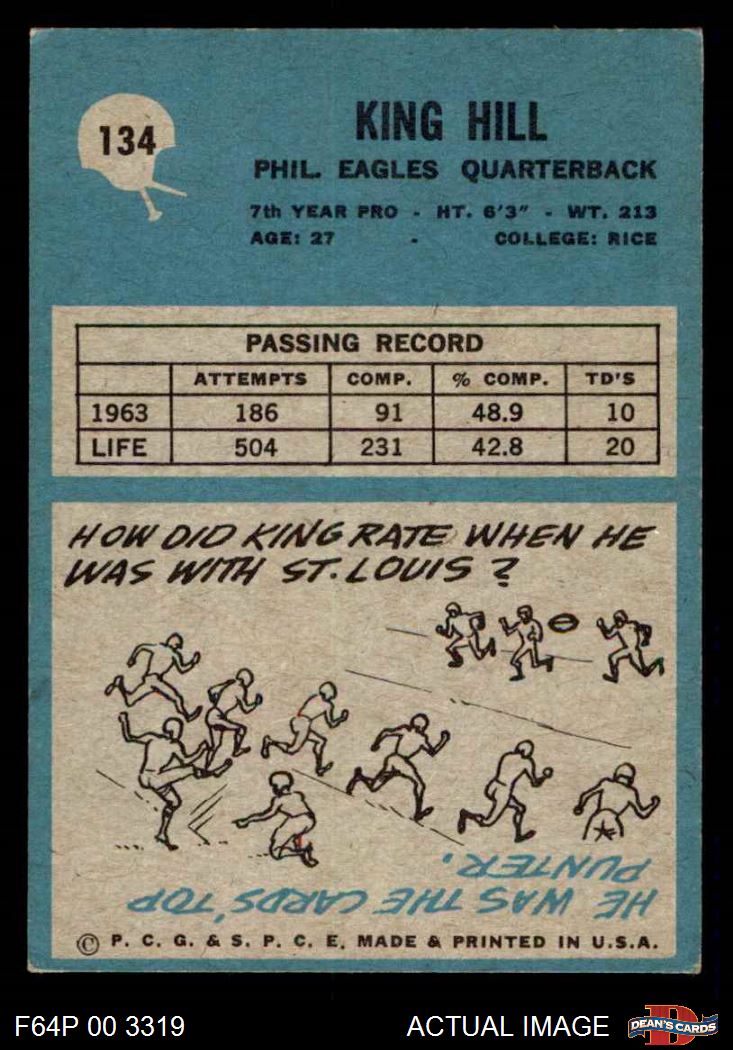 134
KING HILL
PHIL. EAGLES QUARTERBACK
7th YEAR PRO - HT. 6'3" - WT. 213
AGE: 27 - COLLEGE: RICE
PASSING RECORD
ATTEMPTS COMP. % COMP. TD'S
1963 186 91 48.9 10
LIFE 504 231 42.8 20
HOW DID KING RATE WHEN HE
WAS WITH ST. LOUIS?
HE WAS THE CARDS' TOP
PUNTER.
© P. C. G. & S. P. C. E. MADE & PRINTED IN U.S.A.
F64P 00 3319 ACTUAL IMAGE
D
DEAN'S CARDS